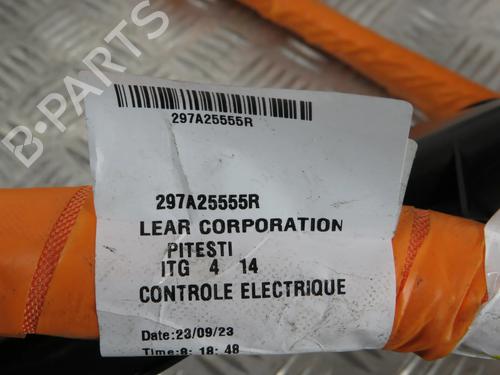 B-PARTS
297A25555R
297A25555R
LEAR CORPORATION
PITESTI
ITG 4 14
CONTROLE ELECTRIQUE
Date:23/09/23
Time:8: 18: 48